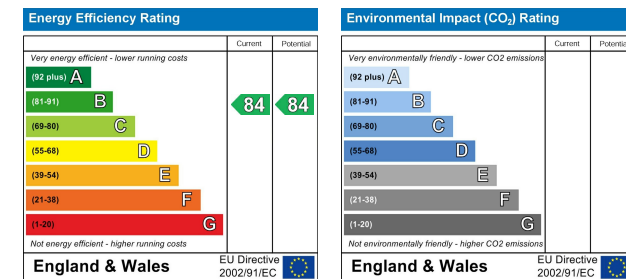 Energy Efficiency Rating
Current Potential
Very energy efficient - lower running costs
(92 plus) A
(81-91) B
84 84
(69-80) C
(55-68) D
(39-54) E
(21-38) F
(1-20) G
Not energy efficient - higher running costs
England & Wales
EU Directive
2002/91/EC
Environmental Impact (CO₂) Rating
Current Potential
Very environmentally friendly - lower CO2 emissions
(92 plus) A
(81-91) B
(69-80) C
(55-68) D
(39-54) E
(21-38) F
(1-20) G
Not environmentally friendly - higher CO2 emissions
England & Wales
EU Directive
2002/91/EC